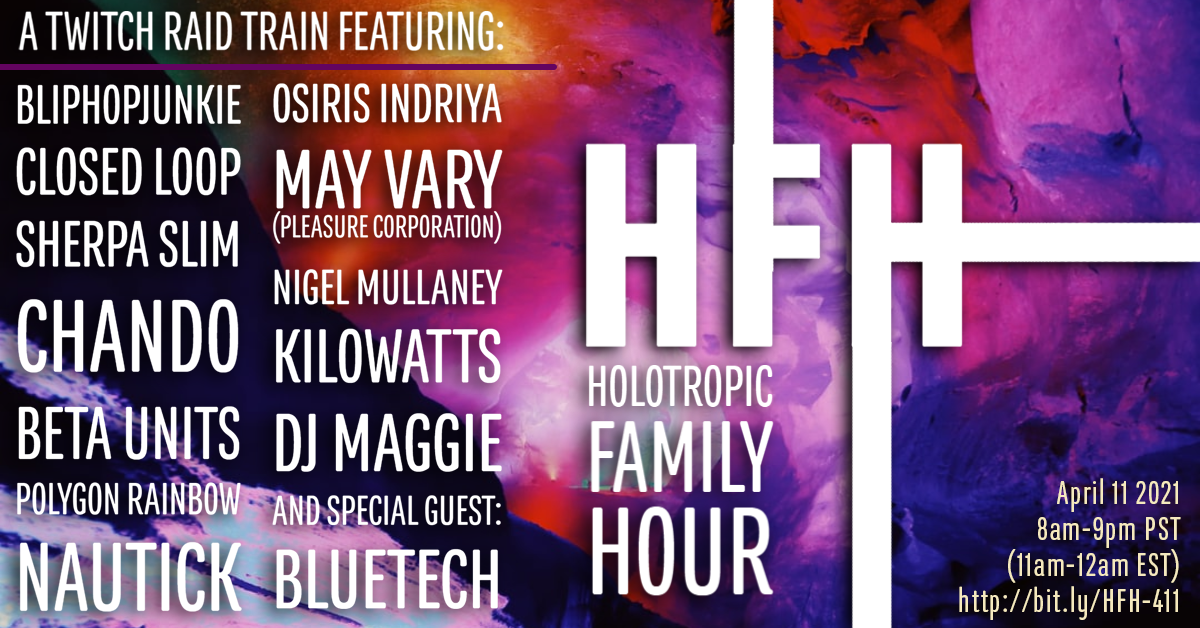 A TWITCH RAID TRAIN FEATURING:
BLIPHOPJUNKIE
CLOSED LOOP
SHERPA SLIM
CHANDO
BETA UNITS
POLYGON RAINBOW
NAUTICK
OSIRIS INDRIYA
MAY VARY
(PLEASURE CORPORATION)
NIGEL MULLANEY
KILOWATTS
DJ MAGGIE
AND SPECIAL GUEST:
BLUETECH
HFH
HOLOTROPIC
FAMILY
HOUR
April 11 2021
8am-9pm PST
(11am-12am EST)
http://bit.ly/HFH-411